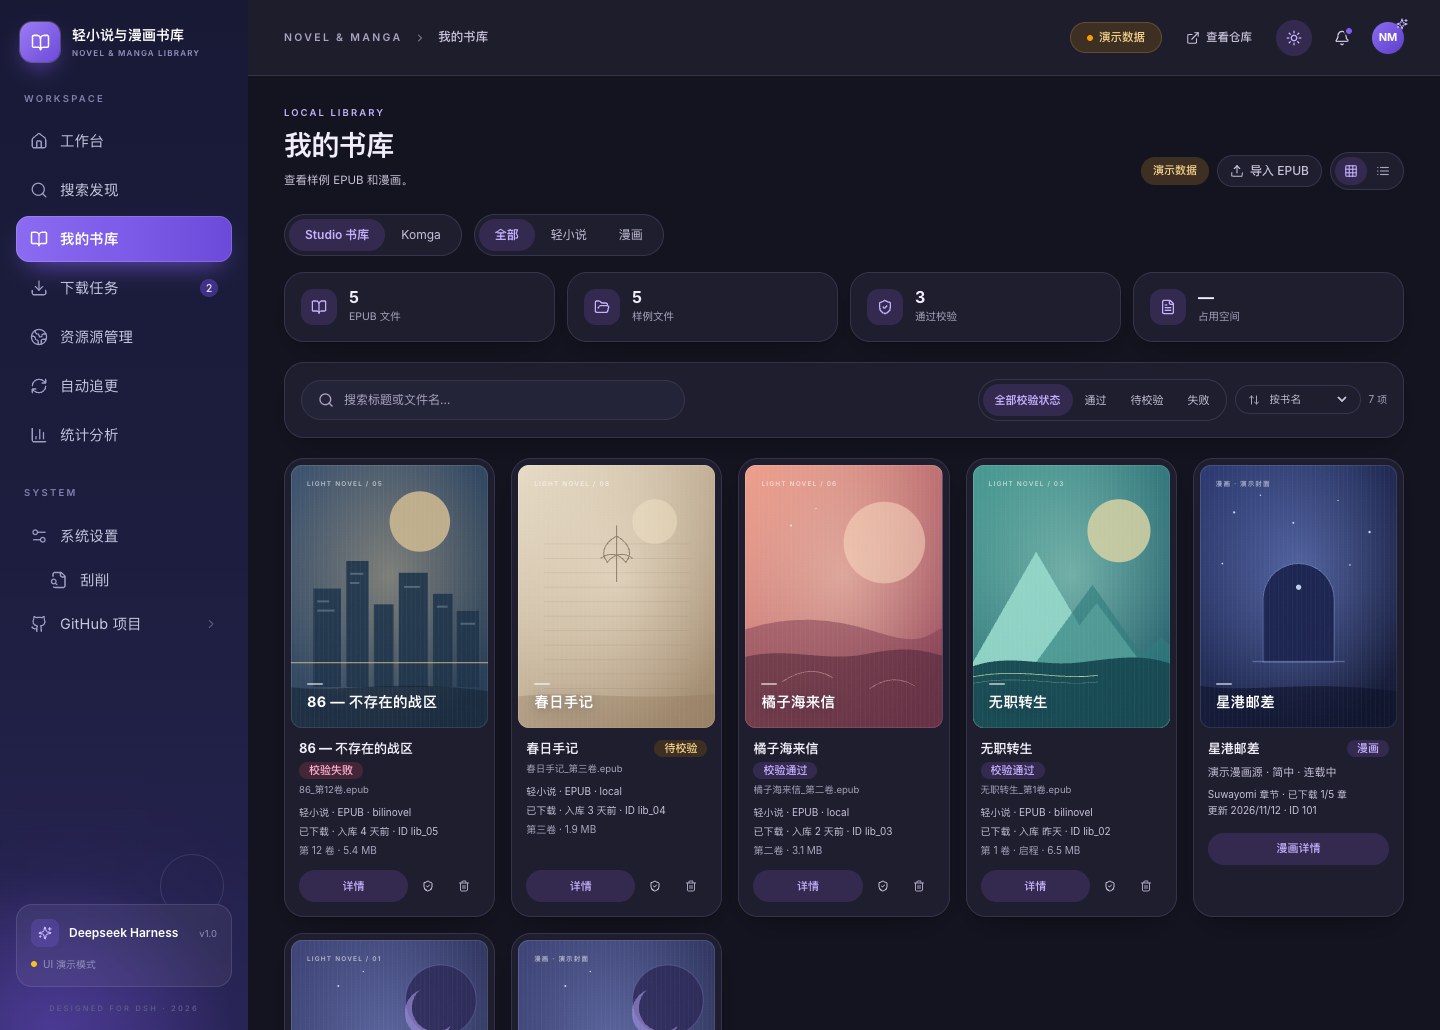 轻小说与漫画书库
NOVEL & MANGA LIBRARY
WORKSPACE
工作台
搜索发现
我的书库
下载任务
2
资源源管理
自动追更
统计分析
SYSTEM
系统设置
刮削
GitHub 项目
Deepseek Harness
v1.0
UI 演示模式
DESIGNED FOR DSH · 2026
NOVEL & MANGA
我的书库
演示数据
查看仓库
NM
LOCAL LIBRARY
我的书库
查看样例 EPUB 和漫画。
演示数据
导入 EPUB
Studio 书库
Komga
全部
轻小说
漫画
5
EPUB 文件
5
样例文件
3
通过校验
—
占用空间
搜索标题或文件名...
全部校验状态
通过
待校验
失败
按书名
7 项
LIGHT NOVEL / 05
86 — 不存在的战区
86 — 不存在的战区
校验失败
86_第12卷.epub
轻小说 · EPUB · bilinovel
已下载 · 入库 4 天前 · ID lib_05
第 12 卷 · 5.4 MB
详情
春日手记
春日手记
待校验
春日手记_第三卷.epub
轻小说 · EPUB · local
已下载 · 入库 3 天前 · ID lib_04
第三卷 · 1.9 MB
详情
LIGHT NOVEL / 06
橘子海来信
橘子海来信
校验通过
橘子海来信_第二卷.epub
轻小说 · EPUB · local
已下载 · 入库 2 天前 · ID lib_03
第二卷 · 3.1 MB
详情
LIGHT NOVEL / 03
无职转生
无职转生
校验通过
无职转生_第1卷.epub
轻小说 · EPUB · bilinovel
已下载 · 入库 昨天 · ID lib_02
第 1 卷 · 启程 · 6.5 MB
详情
漫画 · 演示封面
星港邮差
星港邮差
漫画
演示漫画源 · 简中 · 连载中
Suwayomi 章节 · 已下载 1/5 章
更新 2026/11/12 · ID 101
漫画详情
LIGHT NOVEL / 01
漫画 · 演示封面